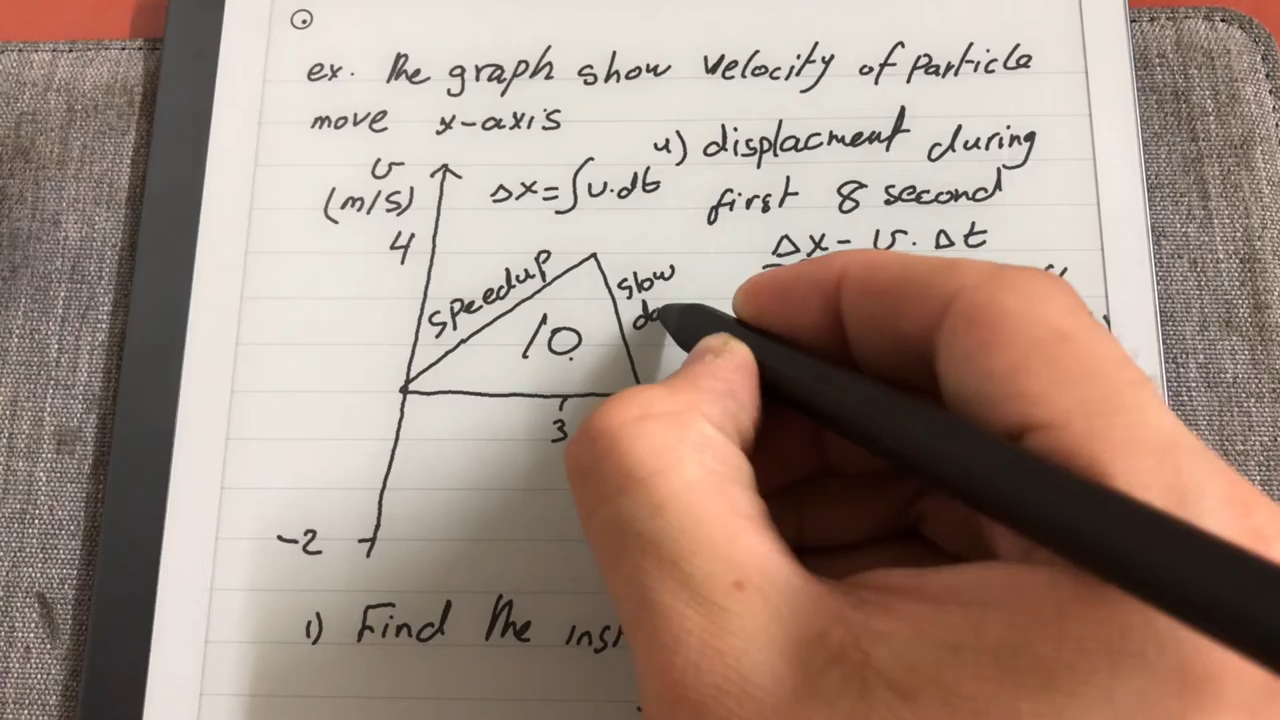 ex. The graph show velocity of particle
move x-axis
4) displacment during
first 8 second
Δx = ∫v.dt
v
(m/s)
Δx = v. Δt
4
speedup
slow
10
3
-2
1) Find the